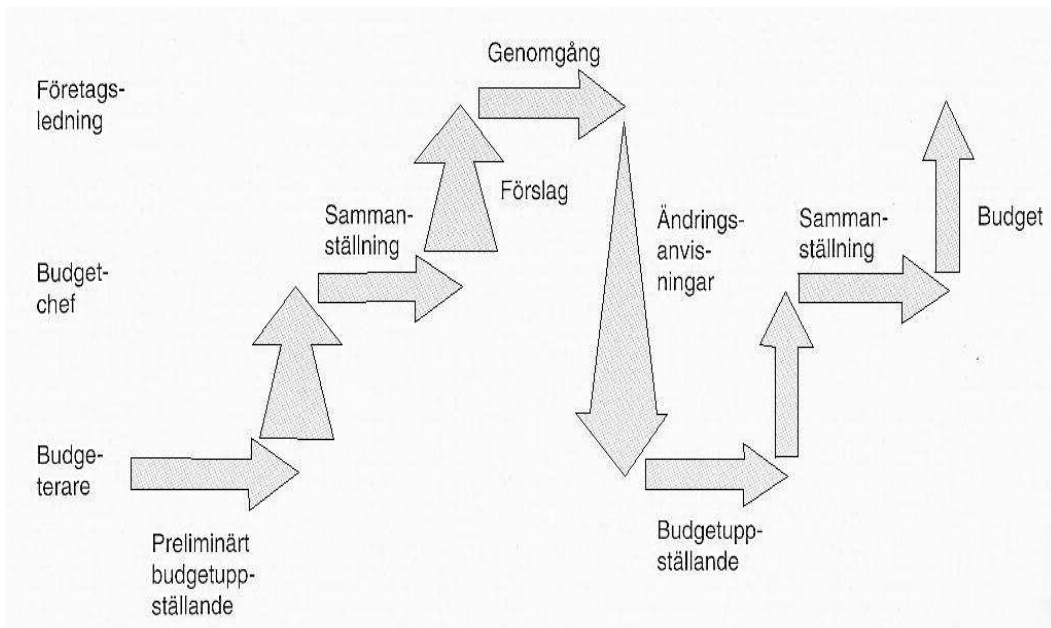 Genomgång
Företags-
ledning
Förslag
Samman-
ställning
Ändrings-
anvis-
ningar
Samman-
ställning
Budget
Budget-
chef
Budge-
terare
Preliminärt
budgetupp-
ställande
Budgetupp-
ställande